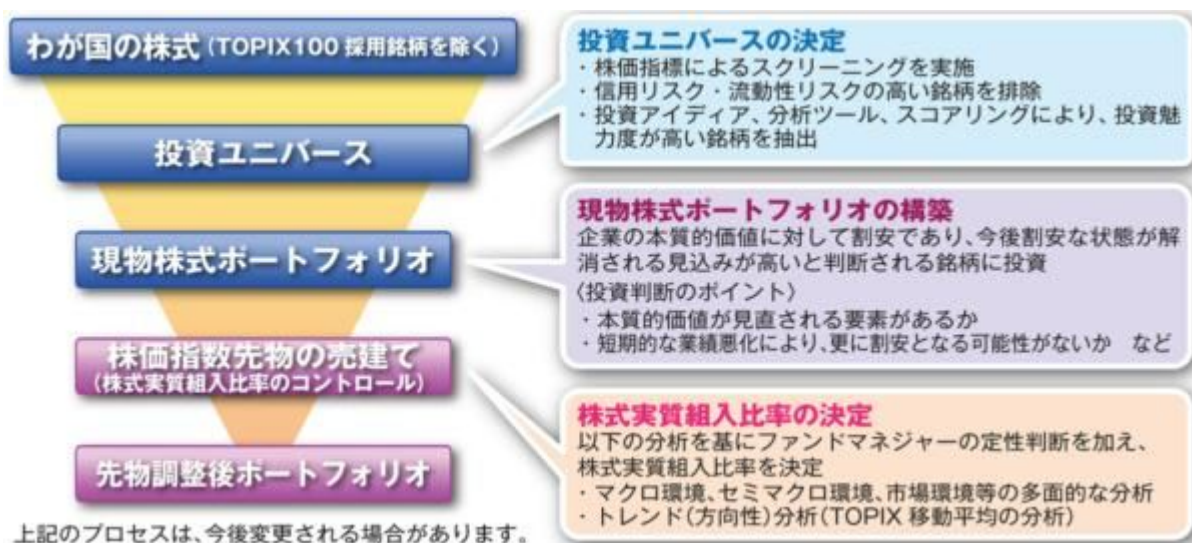 わが国の株式(TOPIX100採用銘柄を除く)
投資ユニバース
現物株式ポートフォリオ
株価指数先物の売建て
(株式実質組入比率のコントロール)
先物調整後ポートフォリオ
上記のプロセスは、今後変更される場合があります。
投資ユニバースの決定
・株価指標によるスクリーニングを実施
・信用リスク・流動性リスクの高い銘柄を排除
・投資アイディア、分析ツール、スコアリングにより、投資魅
力度が高い銘柄を抽出
現物株式ポートフォリオの構築
企業の本質的価値に対して割安であり、今後割安な状態が解
消される見込みが高いと判断される銘柄に投資
〈投資判断のポイント〉
・本質的価値が見直される要素があるか
・短期的な業績悪化により、更に割安となる可能性がないか など
株式実質組入比率の決定
以下の分析を基にファンドマネジャーの定性判断を加え、
株式実質組入比率を決定
・マクロ環境、セミマクロ環境、市場環境等の多面的な分析
・トレンド(方向性)分析(TOPIX移動平均の分析)